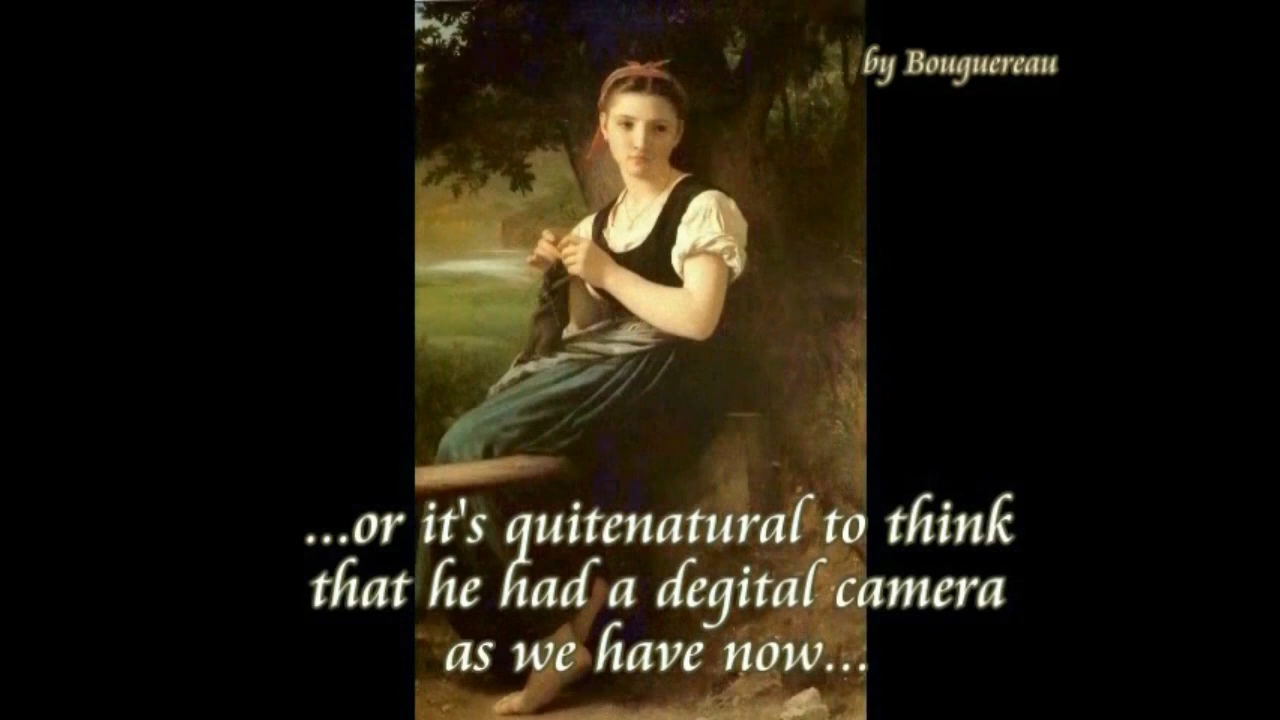 by Bouguereau
...or it's quitenatural to think
that he had a degital camera
as we have now...